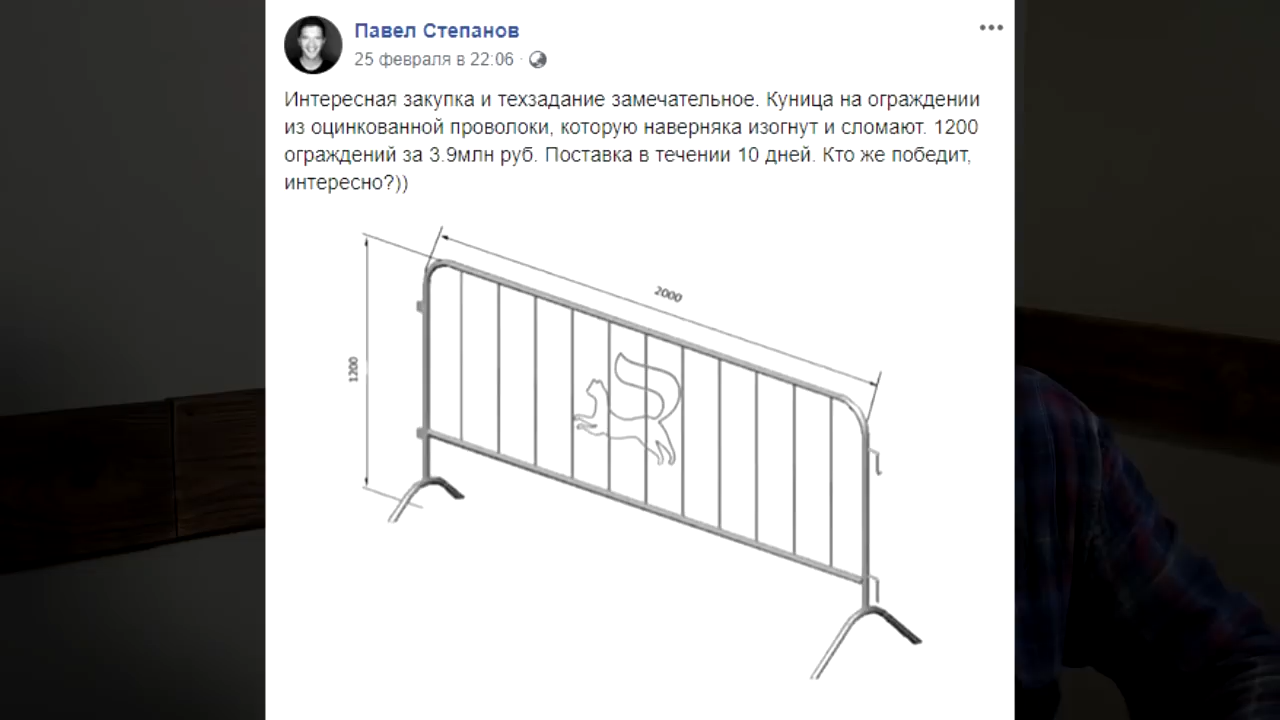 Павел Степанов
25 февраля в 22:06 ·
Интересная закупка и техзадание замечательное. Куница на ограждении
из оцинкованной проволоки, которую наверняка изогнут и сломают. 1200
ограждений за 3.9млн руб. Поставка в течении 10 дней. Кто же победит,
интересно?))
2000
1200